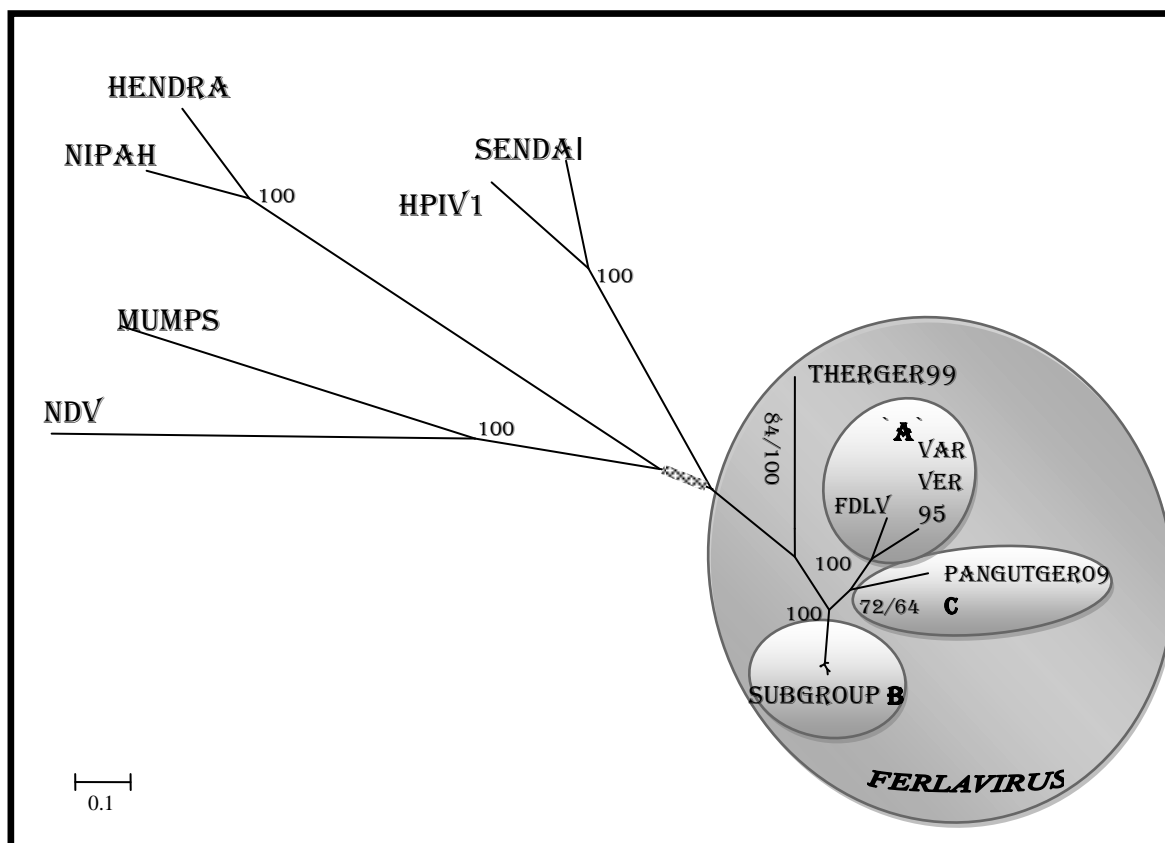 HENDRA
NIPAH
100
SENDAI
HPIV1
100
MUMPS
NDV
100
THERGER99
84/100
A
VAR
VER
95
FDLV
100
PANGUTGER09
72/64
C
100
SUBGROUP B
FERLAVIRUS
0.1